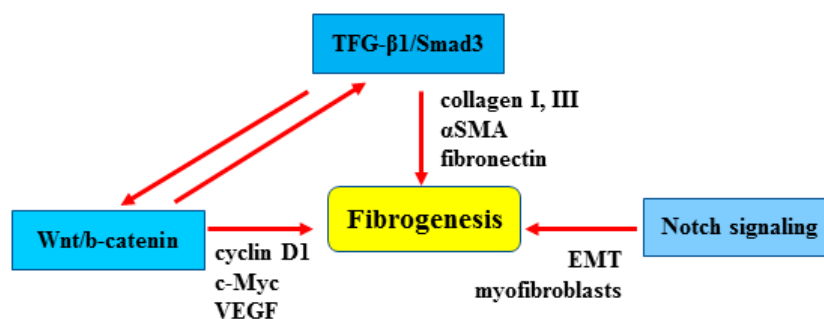 TFG-β1/Smad3
collagen I, III
αSMA
fibronectin
Wnt/b-catenin
cyclin D1
c-Myc
VEGF
Fibrogenesis
Notch signaling
EMT
myofibroblasts